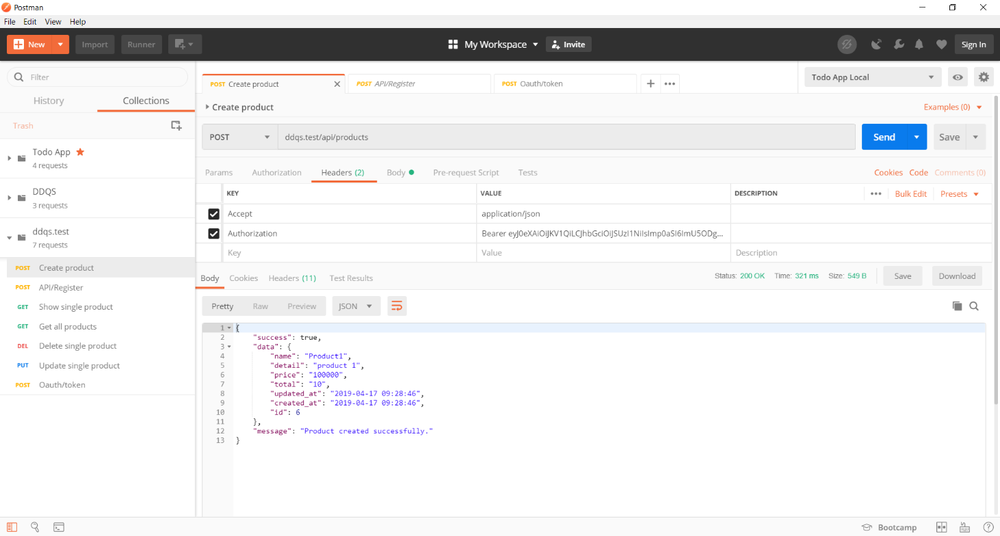 Postman
File Edit View Help
New Import Runner My Workspace Invite Sign In
Filter
History Collections
Trash
Todo App
4 requests
DDQS
3 requests
ddqs.test
7 requests
POST Create product
POST API/Register
GET Show single product
GET Get all products
DEL Delete single product
PUT Update single product
POST Oauth/token
POST Create product POST API/Register POST Oauth/token Todo App Local
Create product Examples (0)
POST ddqs.test/api/products Send Save
Params Authorization Headers (2) Body Pre-request Script Tests Cookies Code Comments (0)
KEY VALUE DESCRIPTION Bulk Edit Presets
Accept application/json
Authorization Bearer eyJ0eXAiOiJKV1QiLCJhbGciOiJSUzI1NiIsImp0aSI6ImU5ODg...
Key Value Description
Body Cookies Headers (11) Test Results Status: 200 OK Time: 321 ms Size: 549 B Save Download
Pretty Raw Preview JSON
1 {
2 "success": true,
3 "data": {
4 "name": "Product1",
5 "detail": "product 1",
6 "price": "100000",
7 "total": "10",
8 "updated_at": "2019-04-17 09:28:46",
9 "created_at": "2019-04-17 09:28:46",
10 "id": 6
11 },
12 "message": "Product created successfully."
13 }
Bootcamp